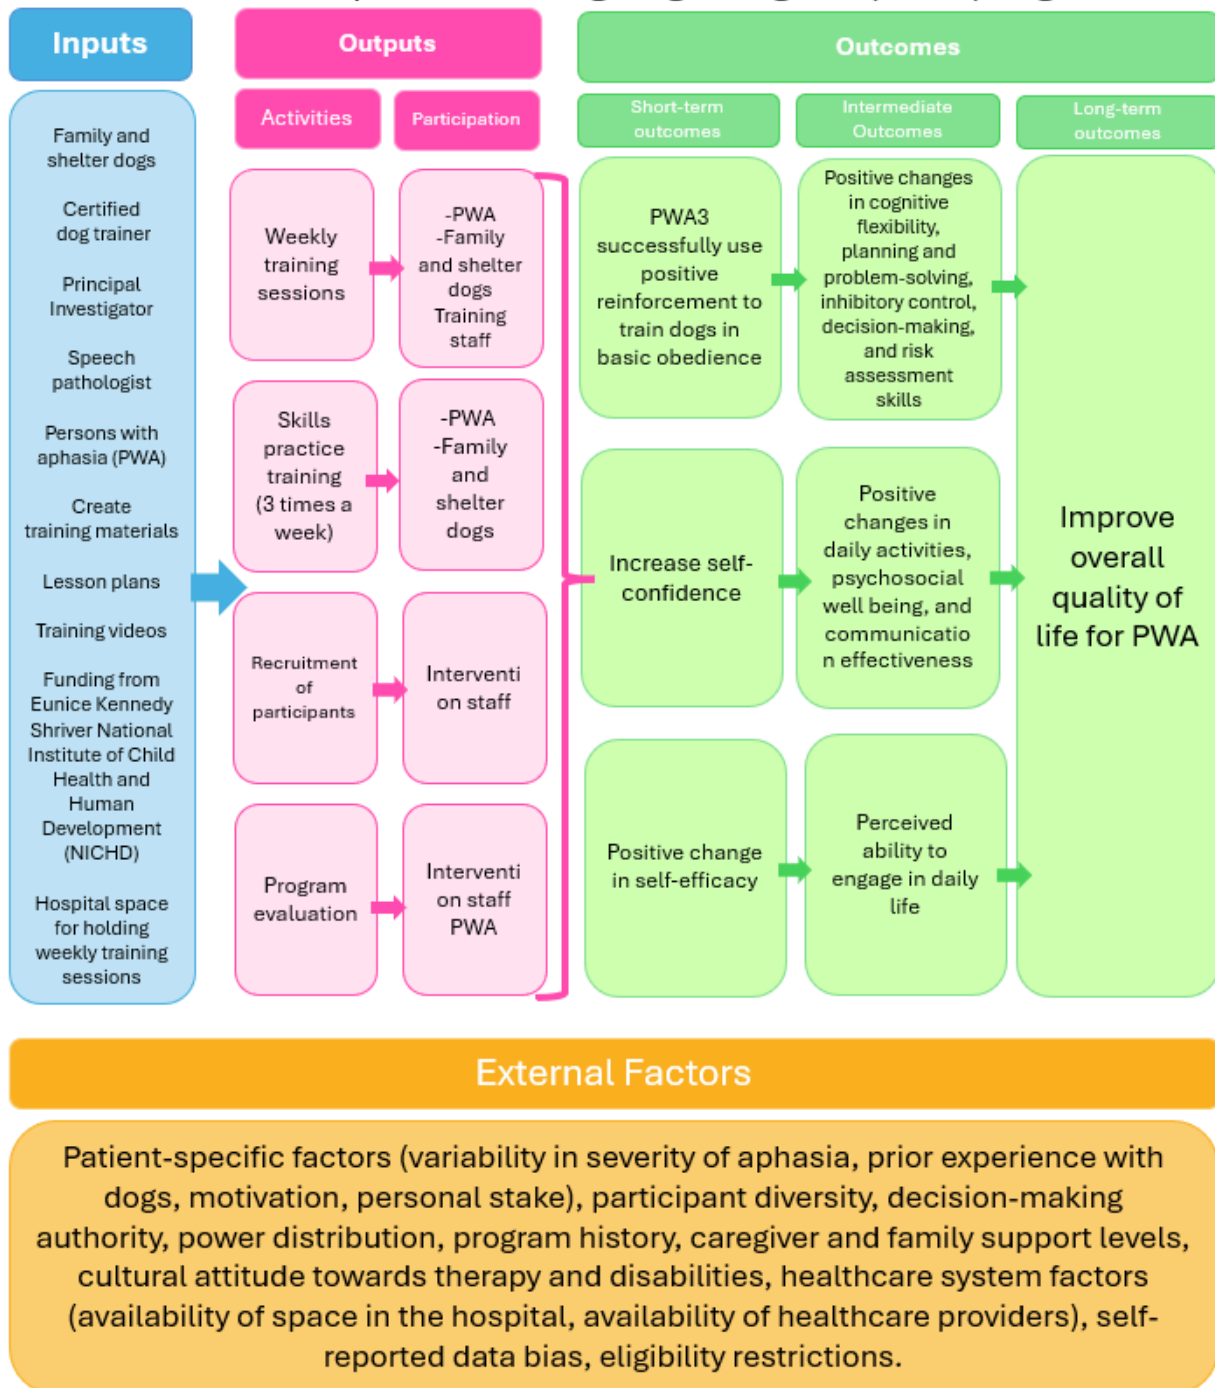 Inputs
Outputs
Outcomes
Activities
Participation
Short-term
outcomes
Intermediate
Outcomes
Long-term
outcomes
Family and
shelter dogs
Certified
dog trainer
Principal
Investigator
Speech
pathologist
Persons with
aphasia (PWA)
Create
training materials
Lesson plans
Training videos
Funding from
Eunice Kennedy
Shriver National
Institute of Child
Health and
Human
Development
(NICHD)
Hospital space
for holding
weekly training
sessions
Weekly
training
sessions
-PWA
-Family
and shelter
dogs
Training
staff
Skills
practice
training
(3 times a
week)
-PWA
-Family
and
shelter
dogs
Recruitment
of
participants
Interventi
on staff
Program
evaluation
Interventi
on staff
PWA
PWA3
successfully use
positive
reinforcement to
train dogs in
basic obedience
Positive changes
in cognitive
flexibility,
planning and
problem-solving,
inhibitory control,
decision-making,
and risk
assessment
skills
Increase self-
confidence
Positive
changes in
daily activities,
psychosocial
well being, and
communicatio
n effectiveness
Positive change
in self-efficacy
Perceived
ability to
engage in daily
life
Improve
overall
quality of
life for PWA
External Factors
Patient-specific factors (variability in severity of aphasia, prior experience with
dogs, motivation, personal stake), participant diversity, decision-making
authority, power distribution, program history, caregiver and family support levels,
cultural attitude towards therapy and disabilities, healthcare system factors
(availability of space in the hospital, availability of healthcare providers), self-
reported data bias, eligibility restrictions.